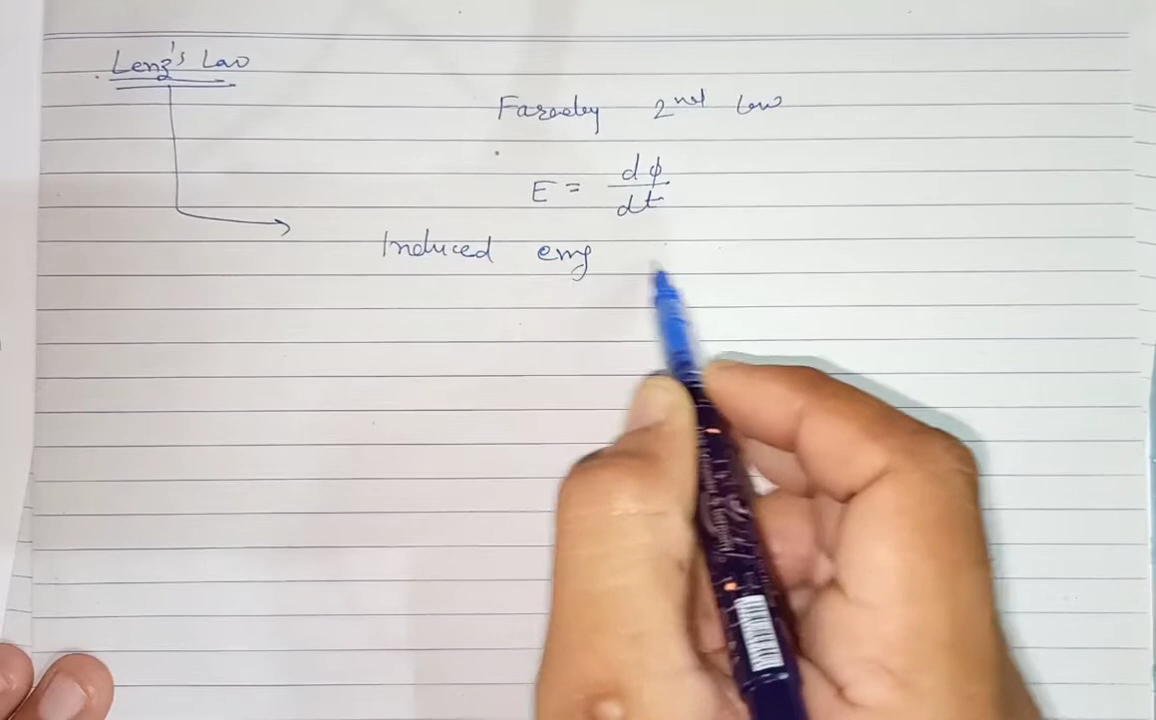 Lenz's Law
Faraday 2nd Law
E = dφ/dt
Induced emf